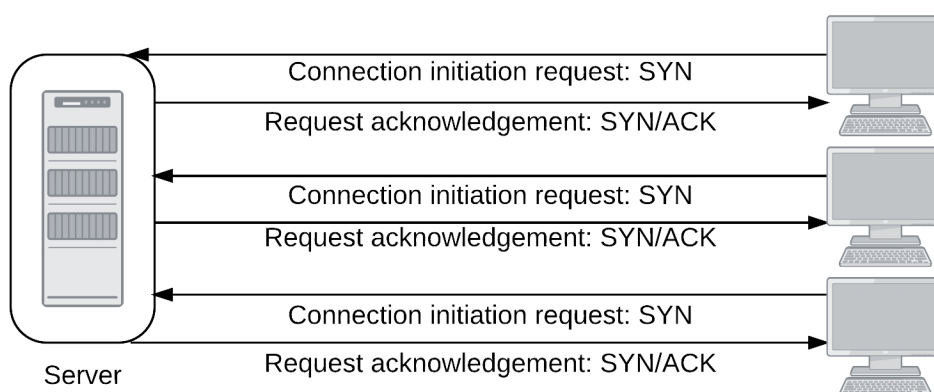 Connection initiation request: SYN
Request acknowledgement: SYN/ACK
Connection initiation request: SYN
Request acknowledgement: SYN/ACK
Connection initiation request: SYN
Request acknowledgement: SYN/ACK
Server